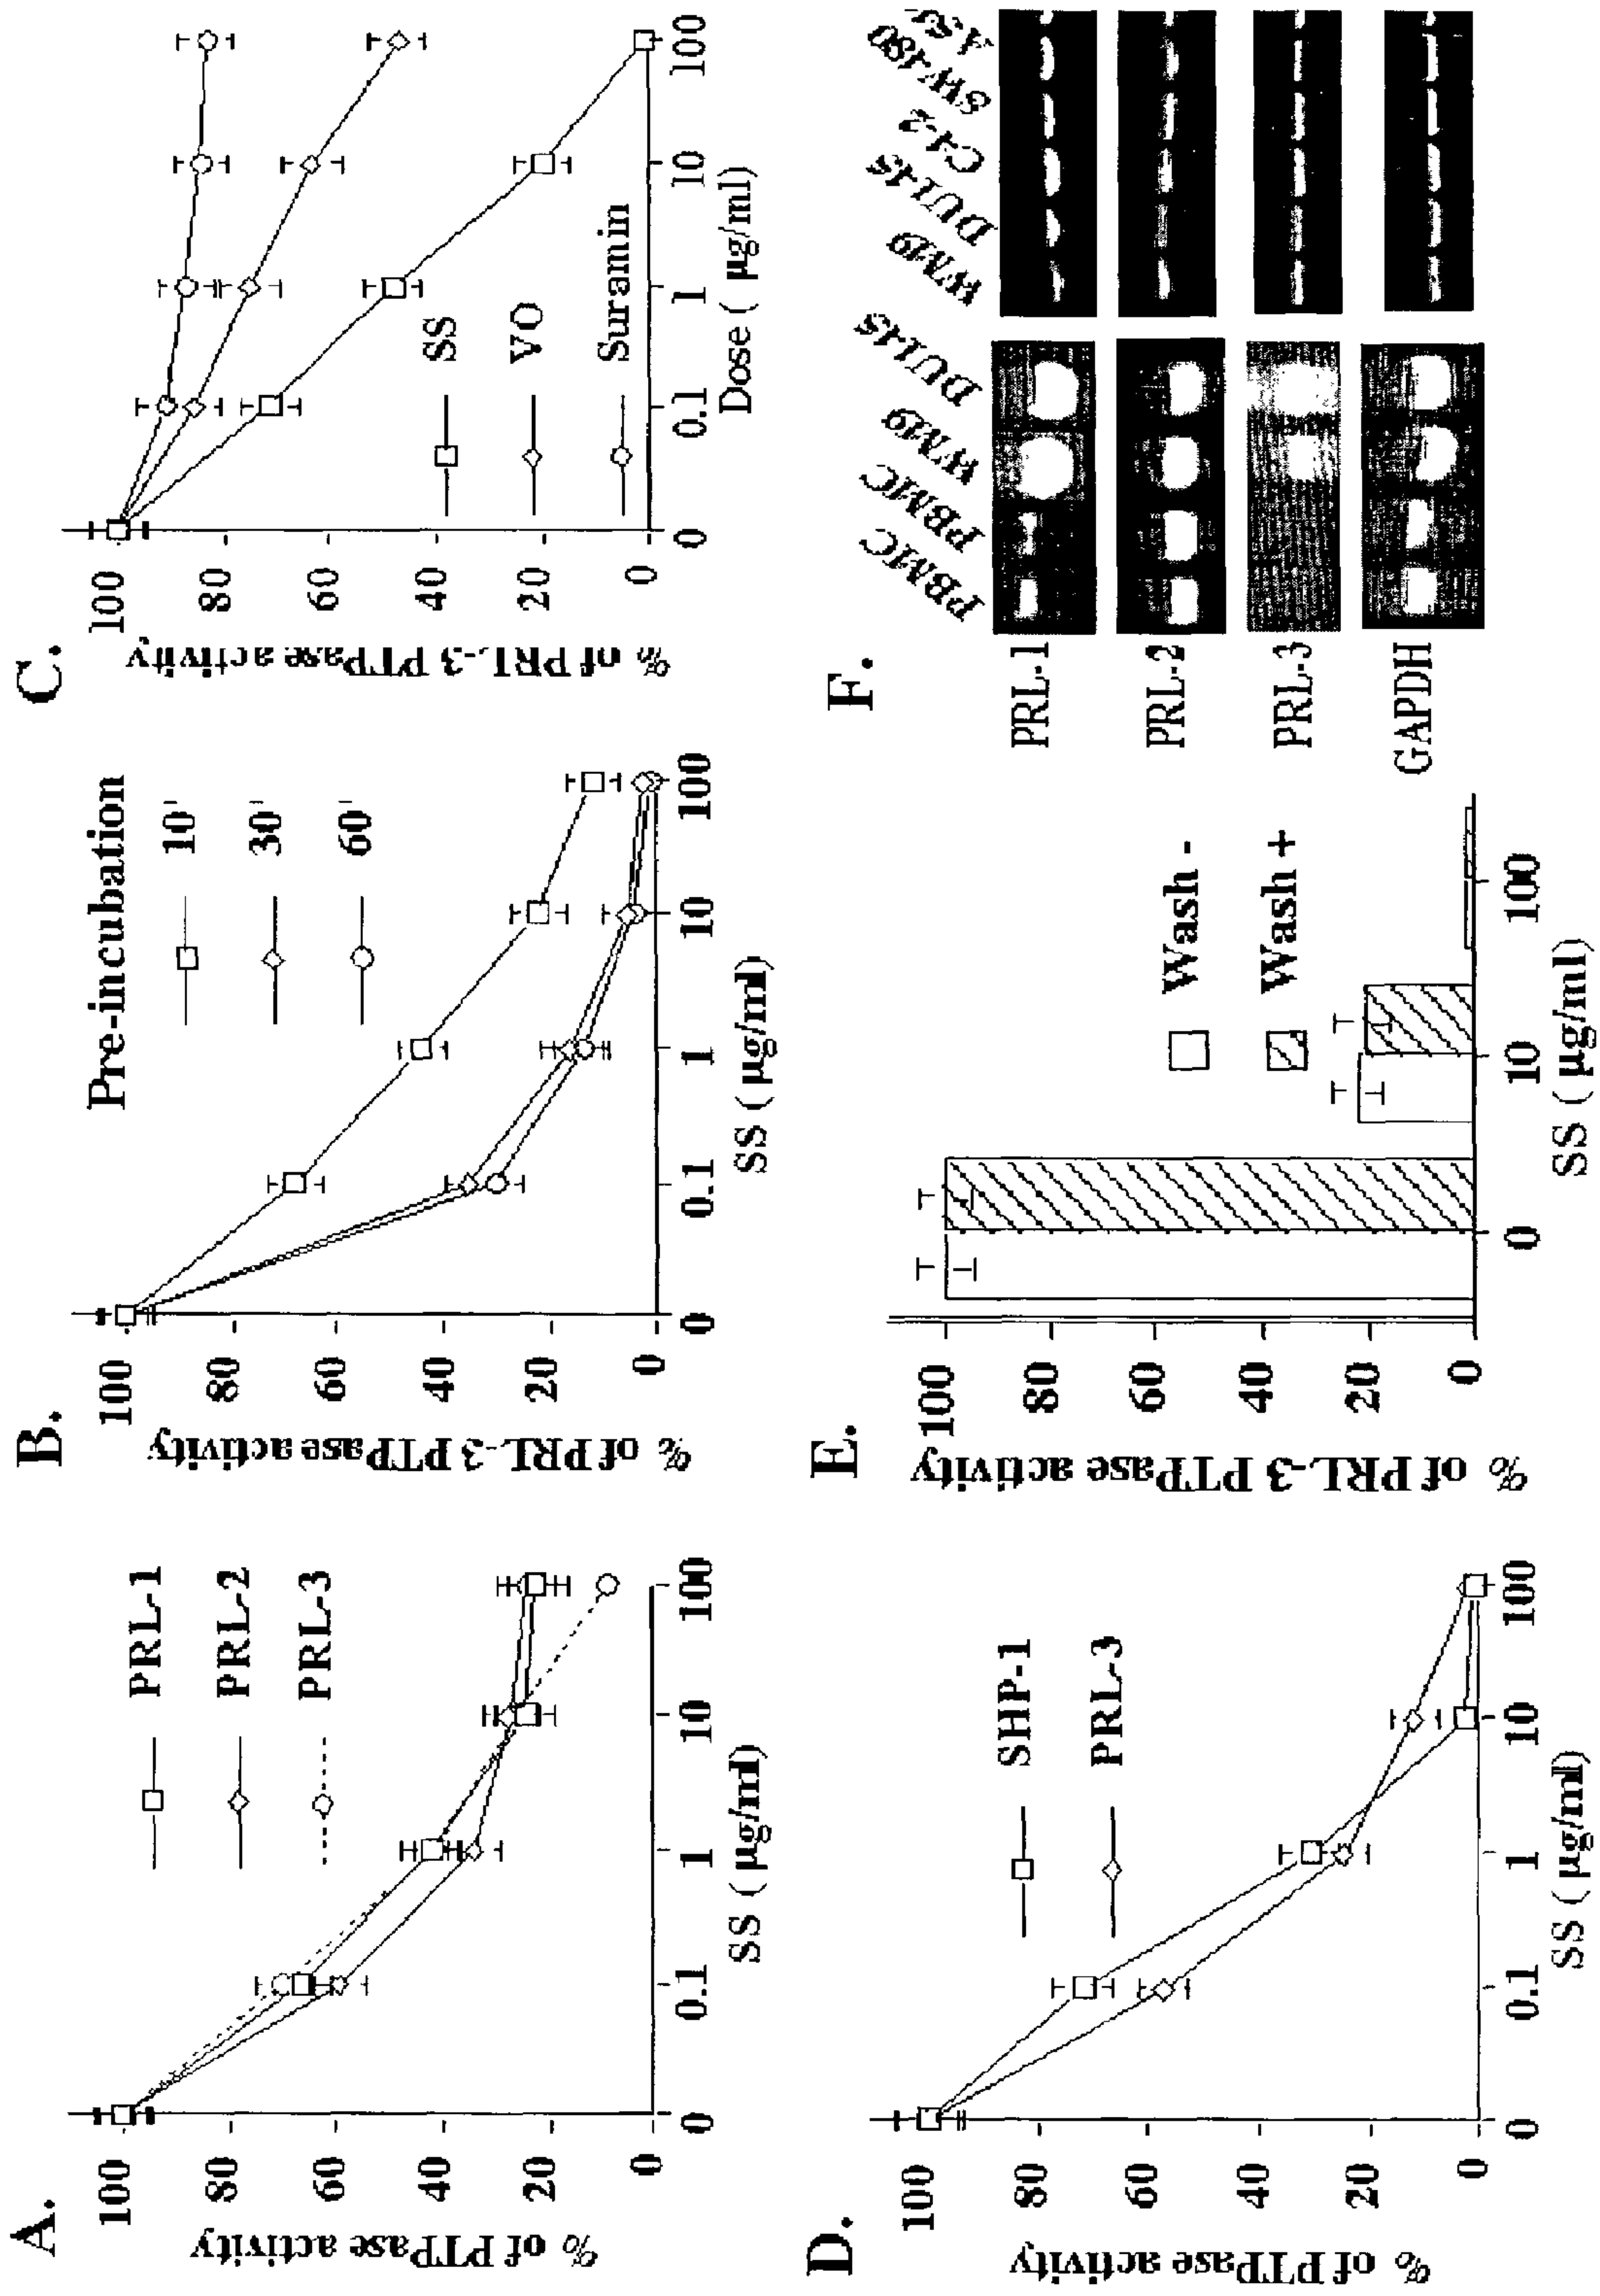 A.
% of PTPase activity
100
80
60
40
20
0
PRL-1
PRL-2
PRL-3
0 0.1 1 10 100
SS ( µg/ml)
B.
% of PRL-3 PTPase activity
100
80
60
40
20
0
Pre-incubation
10'
30'
60'
0 0.1 1 10 100
SS ( µg/ml)
C.
% of PRL-3 PTPase activity
100
80
60
40
20
0
SS
VO
Suramin
0 0.1 1 10 100
Dose ( µg/ml)
D.
% of PTPase activity
100
80
60
40
20
0
SHP-1
PRL-3
0 0.1 1 10 100
SS ( µg/ml)
E.
% of PRL-3 PTPase activity
100
80
60
40
20
0
Wash -
Wash +
0 10 100
SS ( µg/ml)
F.
PBMC PBMC WM9 DU145 WM9 DU145 C4-2 SW480
PRL-1
PRL-2
PRL-3
GAPDH